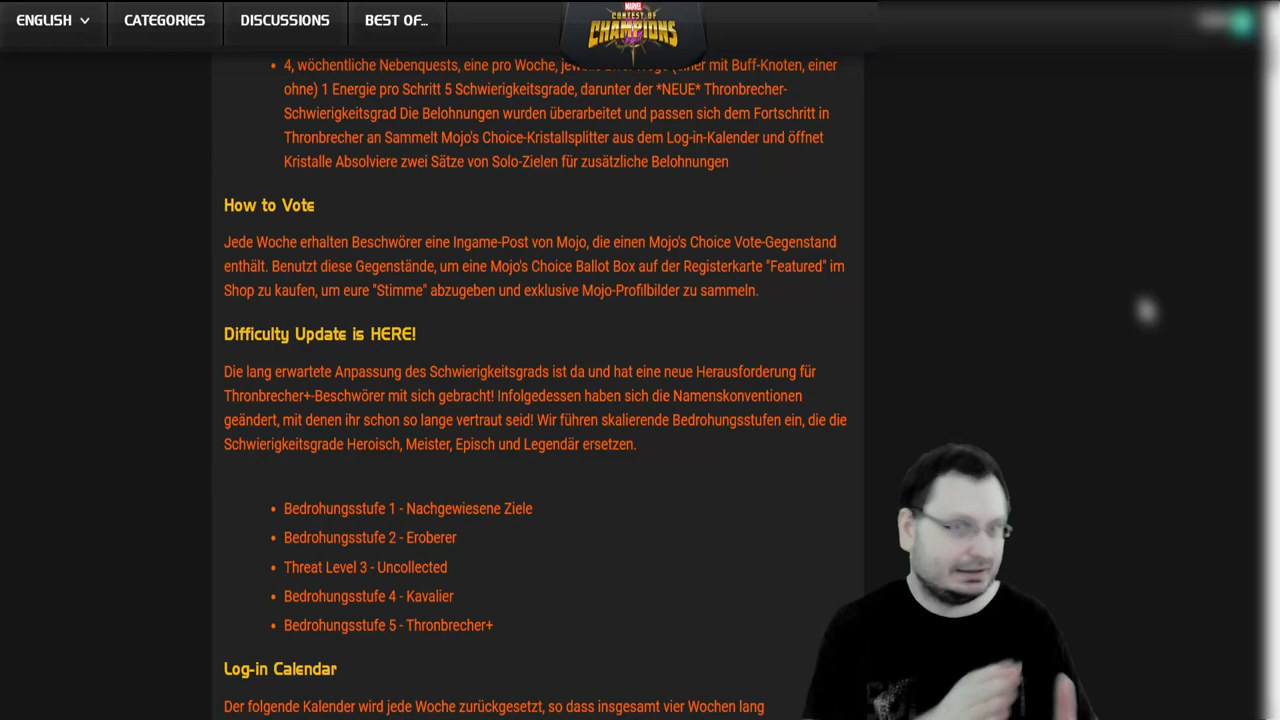 ENGLISH CATEGORIES DISCUSSIONS BEST OF...
MARVEL
CONTEST OF
CHAMPIONS
4, wöchentliche Nebenquests, eine pro Woche, (einer mit Buff-Knoten, einer
ohne) 1 Energie pro Schritt 5 Schwierigkeitsgrade, darunter der *NEUE* Thronbrecher-
Schwierigkeitsgrad Die Belohnungen wurden überarbeitet und passen sich dem Fortschritt in
Thronbrecher an Sammelt Mojo's Choice-Kristallsplitter aus dem Log-in-Kalender und öffnet
Kristalle Absolviere zwei Sätze von Solo-Zielen für zusätzliche Belohnungen
How to Vote
Jede Woche erhalten Beschwörer eine Ingame-Post von Mojo, die einen Mojo's Choice Vote-Gegenstand
enthält. Benutzt diese Gegenstände, um eine Mojo's Choice Ballot Box auf der Registerkarte "Featured" im
Shop zu kaufen, um eure "Stimme" abzugeben und exklusive Mojo-Profilbilder zu sammeln.
Difficulty Update is HERE!
Die lang erwartete Anpassung des Schwierigkeitsgrads ist da und hat eine neue Herausforderung für
Thronbrecher+-Beschwörer mit sich gebracht! Infolgedessen haben sich die Namenskonventionen
geändert, mit denen ihr schon so lange vertraut seid! Wir führen skalierende Bedrohungsstufen ein, die die
Schwierigkeitsgrade Heroisch, Meister, Episch und Legendär ersetzen.
• Bedrohungsstufe 1 - Nachgewiesene Ziele
• Bedrohungsstufe 2 - Eroberer
• Threat Level 3 - Uncollected
• Bedrohungsstufe 4 - Kavalier
• Bedrohungsstufe 5 - Thronbrecher+
Log-in Calendar
Der folgende Kalender wird jede Woche zurückgesetzt, so dass insgesamt vier Wochen lang